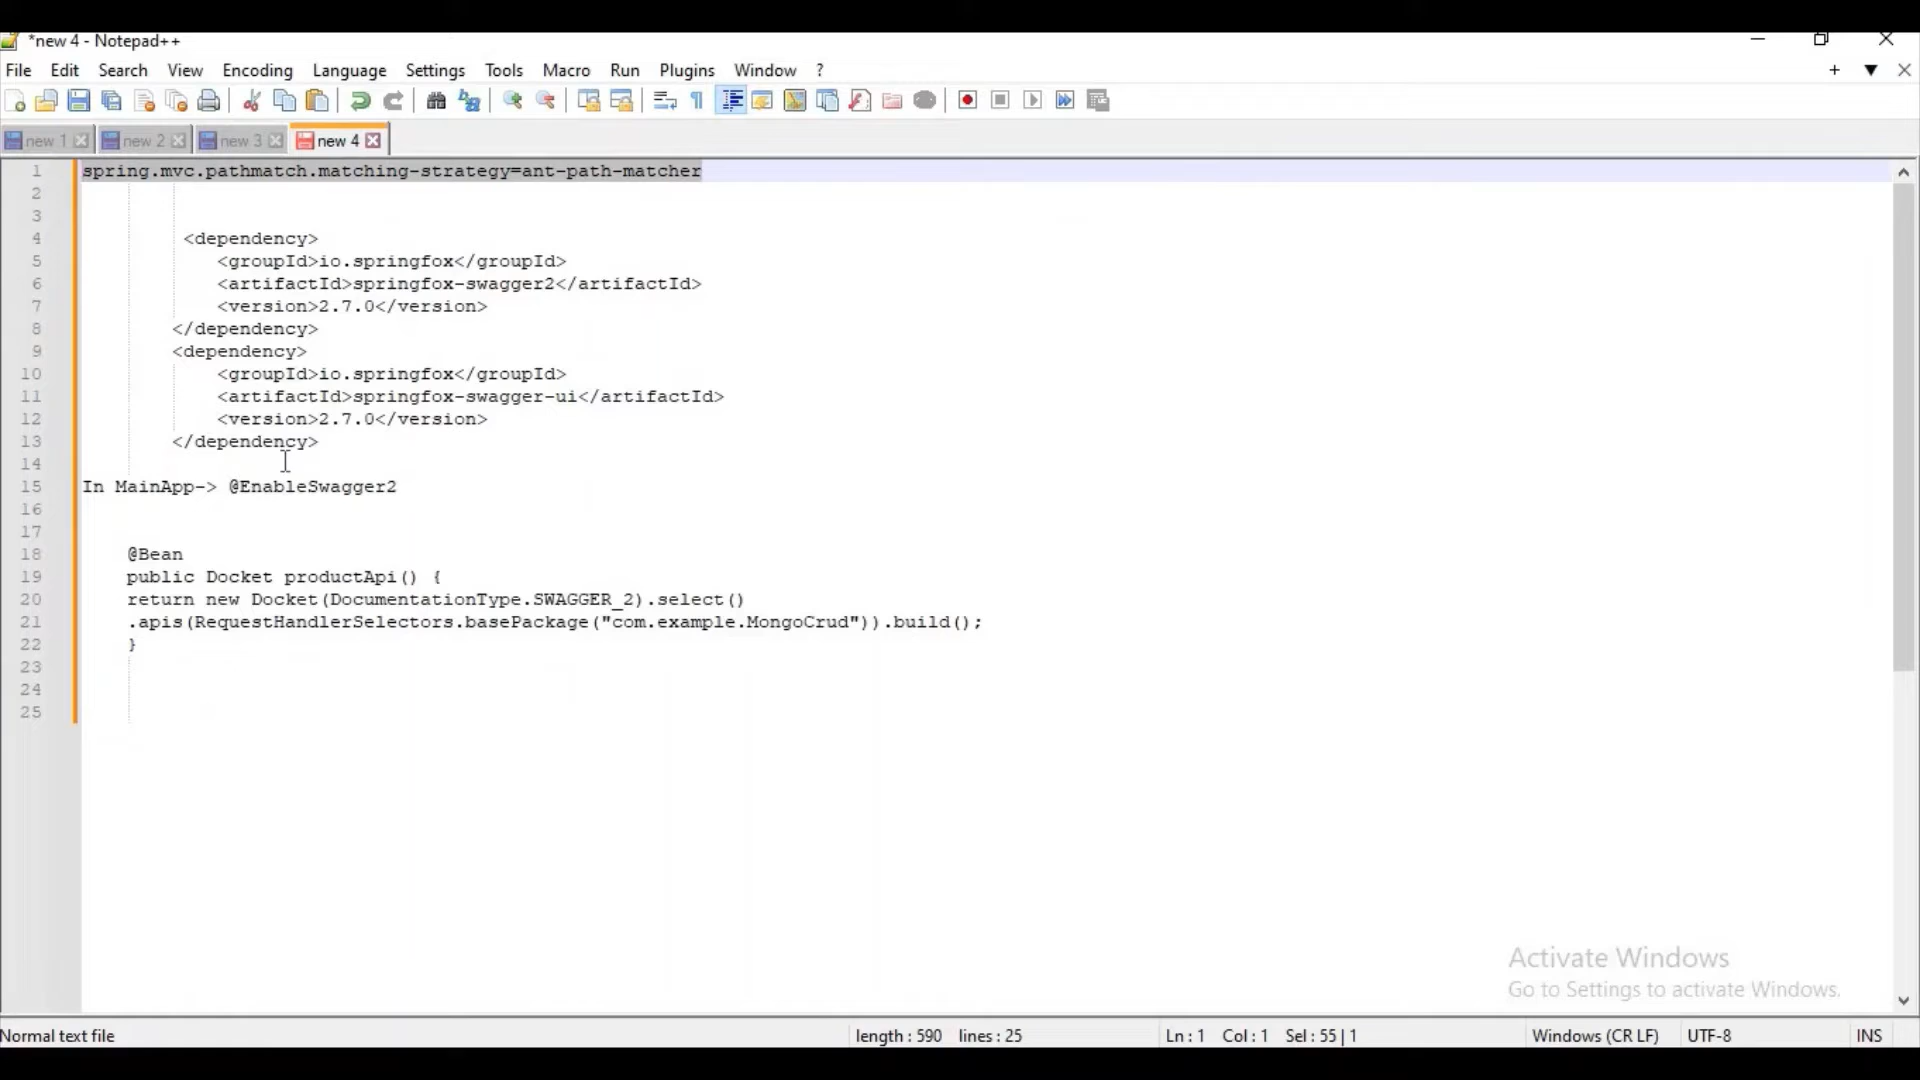 *new 4 - Notepad++
File Edit Search View Encoding Language Settings Tools Macro Run Plugins Window ?
new 1 new 2 new 3 new 4
1 spring.mvc.pathmatch.matching-strategy=ant-path-matcher
2
3
4 <dependency>
5 <groupId>io.springfox</groupId>
6 <artifactId>springfox-swagger2</artifactId>
7 <version>2.7.0</version>
8 </dependency>
9 <dependency>
10 <groupId>io.springfox</groupId>
11 <artifactId>springfox-swagger-ui</artifactId>
12 <version>2.7.0</version>
13 </dependency>
14
15 In MainApp-> @EnableSwagger2
16
17
18 @Bean
19 public Docket productApi() {
20 return new Docket(DocumentationType.SWAGGER_2).select()
21 .apis(RequestHandlerSelectors.basePackage("com.example.MongoCrud")).build();
22 }
23
24
25
Activate Windows
Go to Settings to activate Windows.
Normal text file length : 590 lines : 25 Ln : 1 Col : 1 Sel : 55 | 1 Windows (CR LF) UTF-8 INS